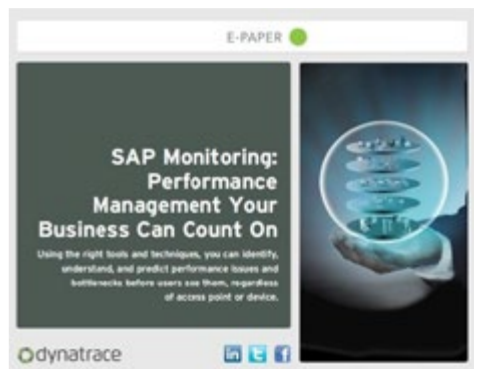 E-PAPER
SAP Monitoring:
Performance
Management Your
Business Can Count On
Using the right tools and techniques, you can identify,
understand, and predict performance issues and
bottlenecks before users see them, regardless
of access point or device.
dynatrace
in t f